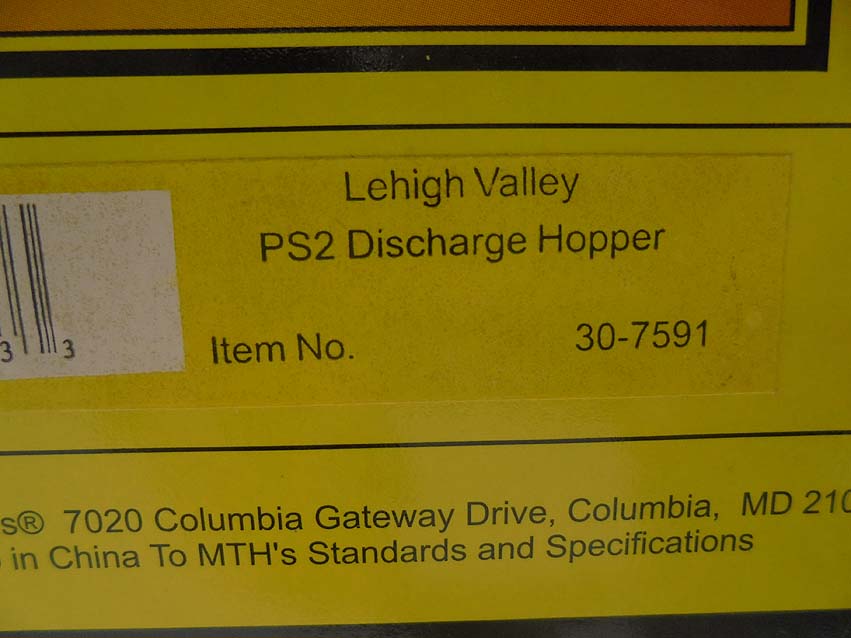 Lehigh Valley
PS2 Discharge Hopper
Item No. 30-7591
3 3
s® 7020 Columbia Gateway Drive, Columbia, MD 210
in China To MTH's Standards and Specifications